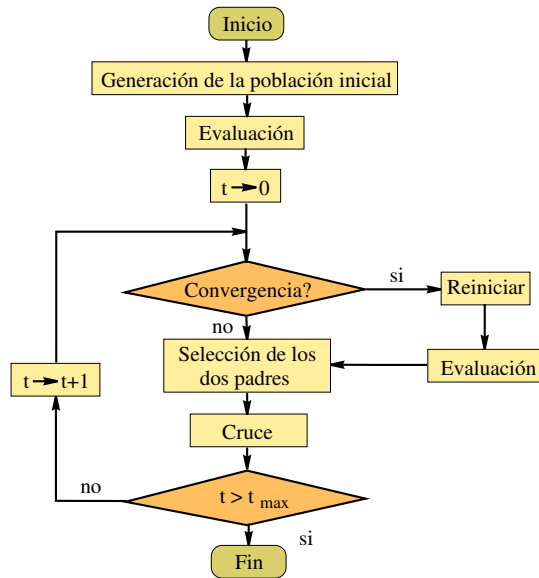 Inicio
Generación de la población inicial
Evaluación
t → 0
Convergencia?
si
Reiniciar
no
Selección de los
dos padres
Evaluación
t → t+1
Cruce
no
t > t max
si
Fin